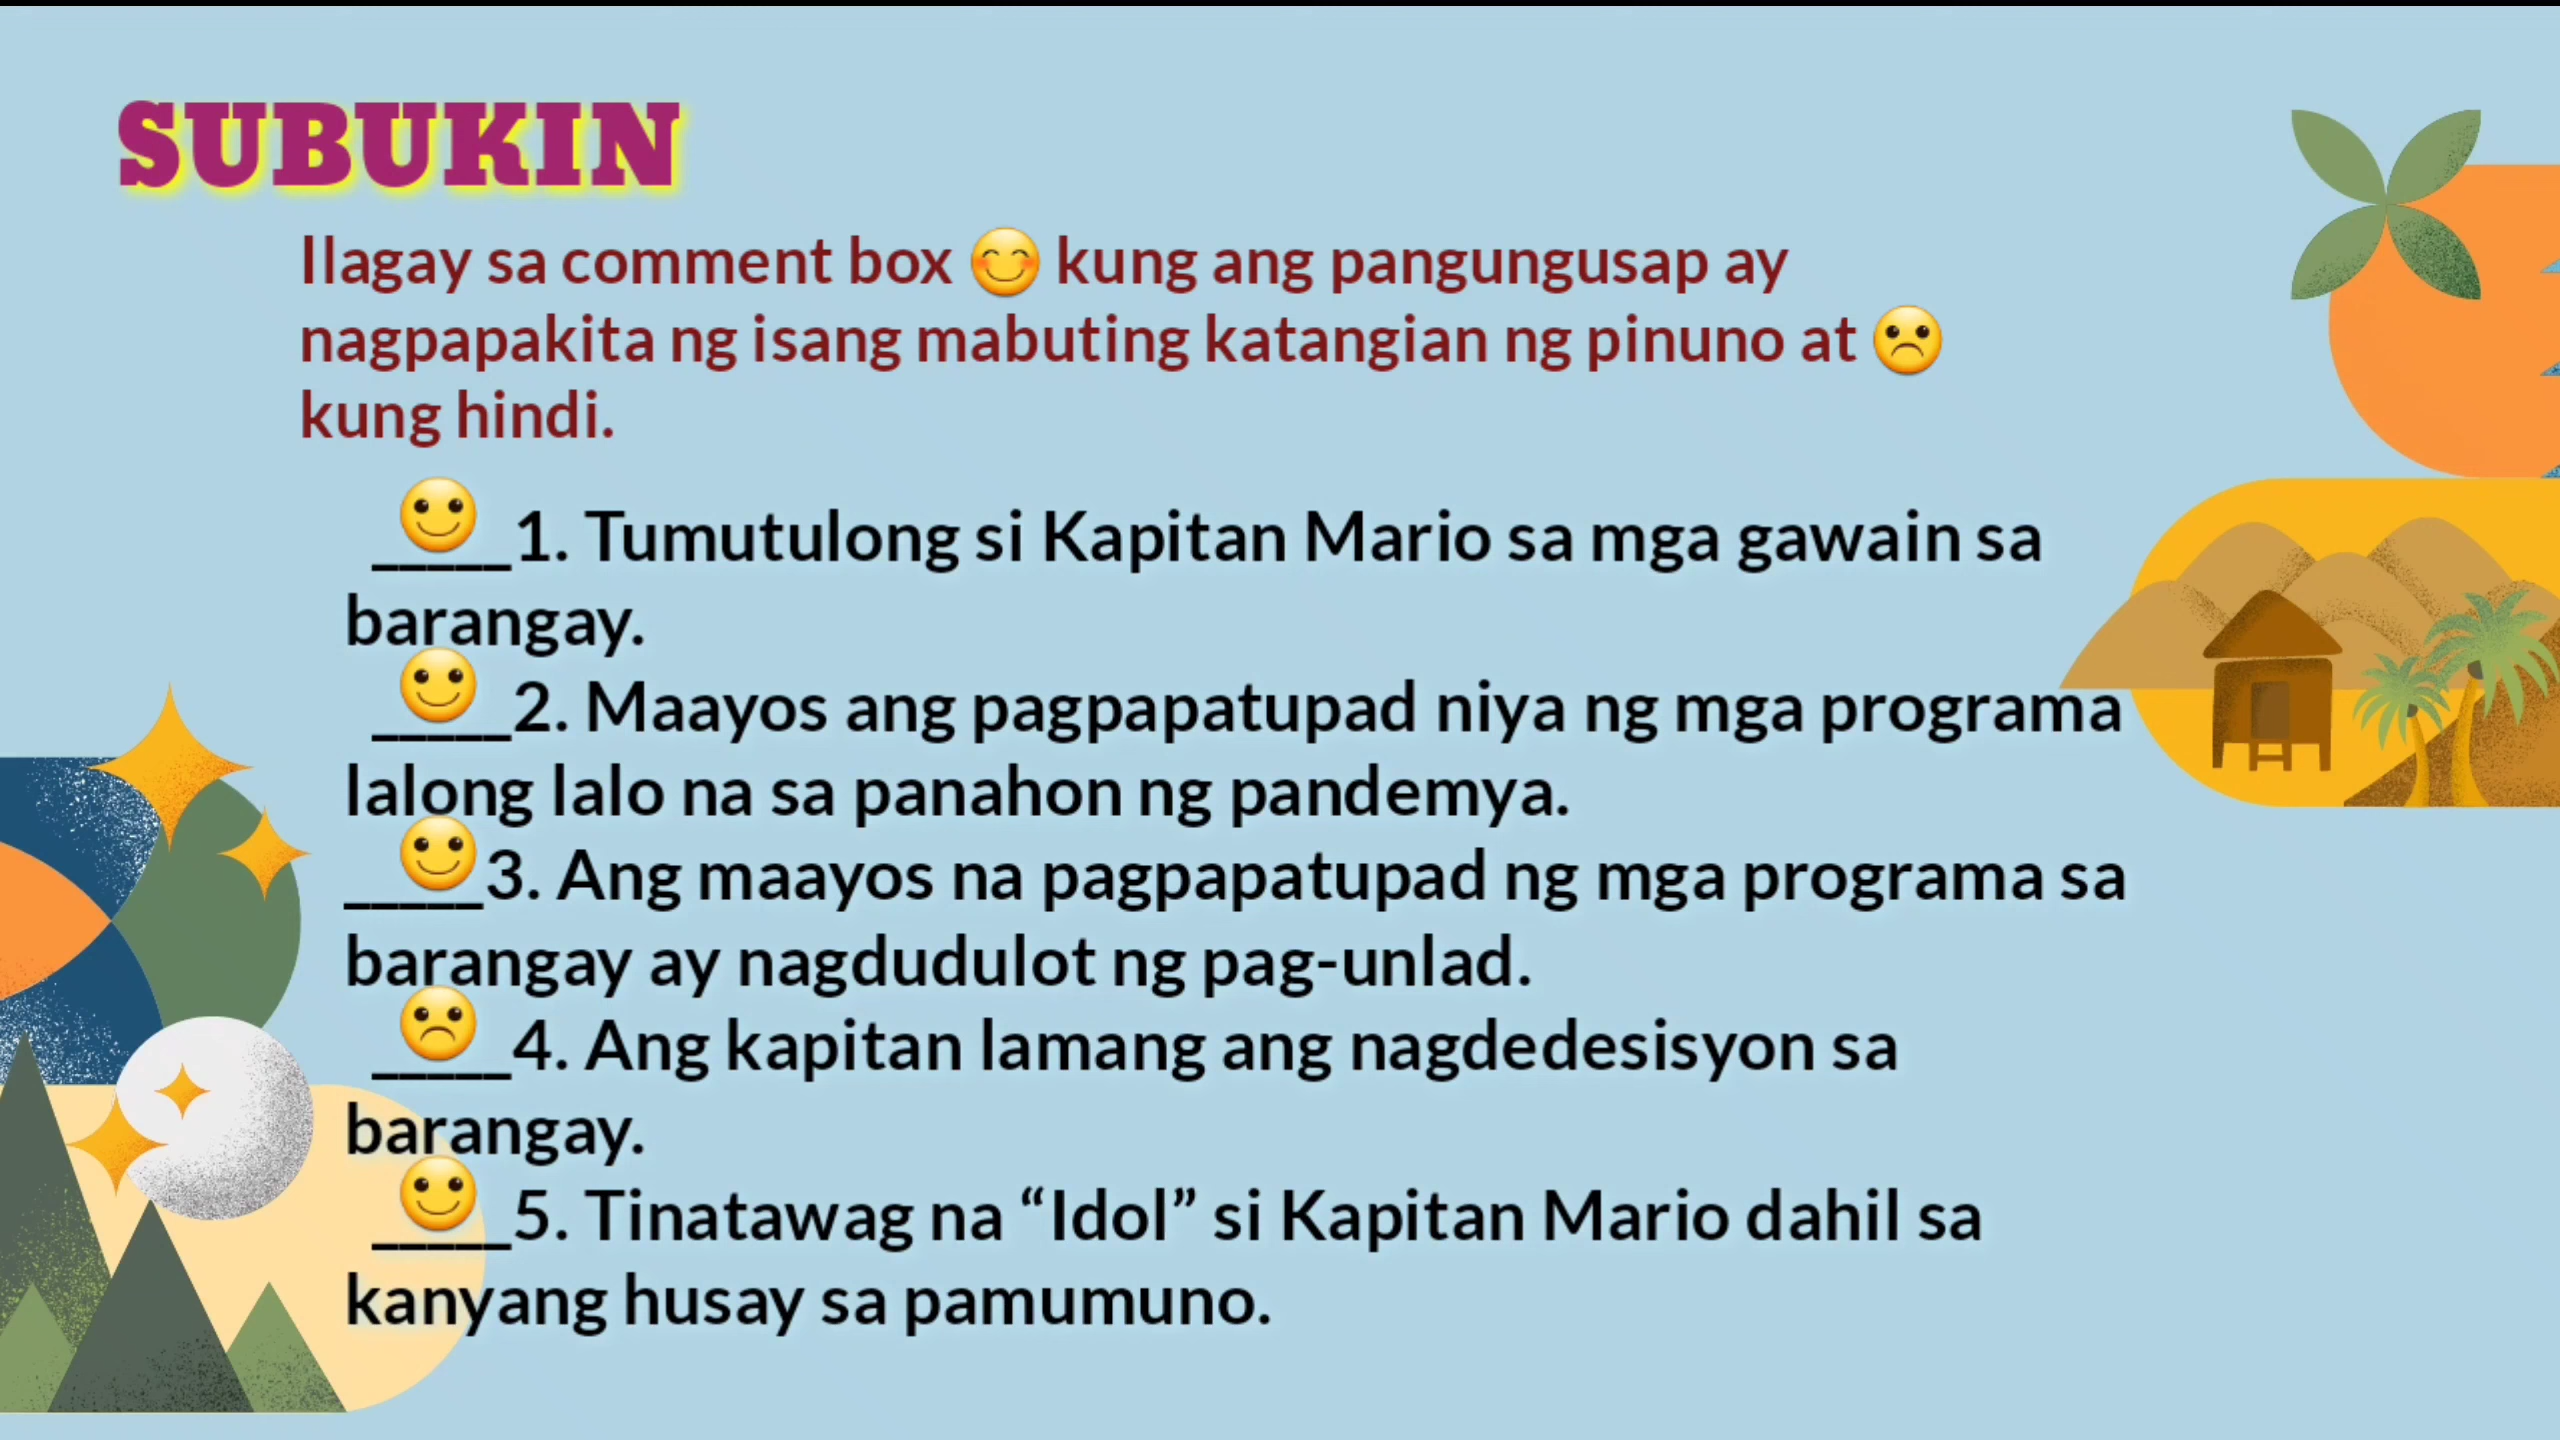 SUBUKIN
Ilagay sa comment box 😊 kung ang pangungusap ay
nagpapakita ng isang mabuting katangian ng pinuno at ☹️
kung hindi.
_____1. Tumutulong si Kapitan Mario sa mga gawain sa
barangay.
_____2. Maayos ang pagpapatupad niya ng mga programa
lalong lalo na sa panahon ng pandemya.
_____3. Ang maayos na pagpapatupad ng mga programa sa
barangay ay nagdudulot ng pag-unlad.
_____4. Ang kapitan lamang ang nagdedesisyon sa
barangay.
_____5. Tinatawag na “Idol” si Kapitan Mario dahil sa
kanyang husay sa pamumuno.